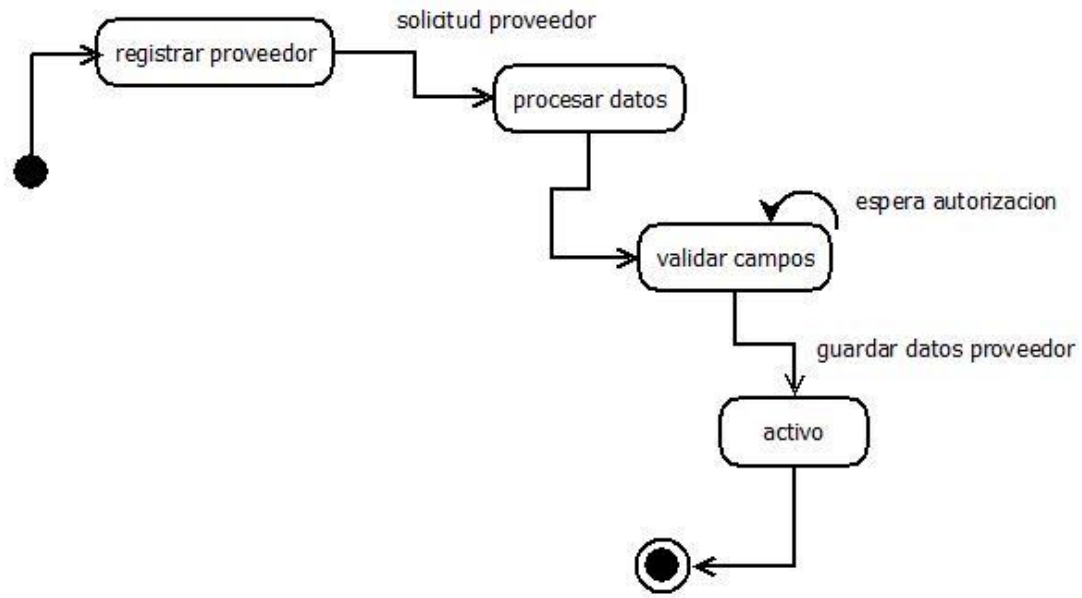 solicitud proveedor
registrar proveedor
procesar datos
espera autorizacion
validar campos
guardar datos proveedor
activo